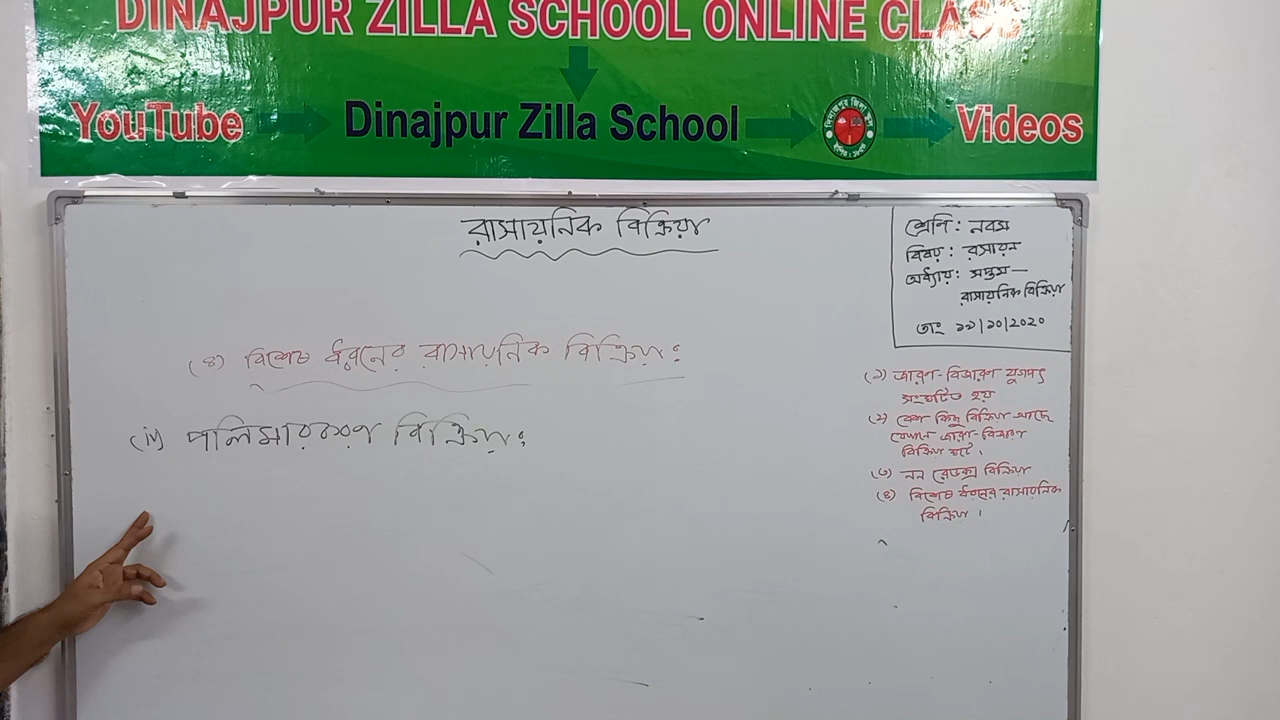 DINAJPUR ZILLA SCHOOL ONLINE CLASS
YouTube Dinajpur Zilla School Videos
রাসায়নিক বিক্রিয়া
শ্রেণি : নবম
বিষয় : রসায়ন
অধ্যায় : সপ্তম —
রাসায়নিক বিক্রিয়া
তাং ১১/১০/২০২০
(৪) বিশেষ ধরনের রাসায়নিক বিক্রিয়া :
(iv) পলিমারকরণ বিক্রিয়া :
(১) জারণ-বিজারণ যুগপৎ
সংঘটিত হয়
(২) বেশ কিছু বিক্রিয়া আছে
যেখানে জারণ-বিজারণ
বিক্রিয়া ঘটে।
(৩) নন রেডক্স বিক্রিয়া
(৪) বিশেষ ধরনের রাসায়নিক
বিক্রিয়া ।